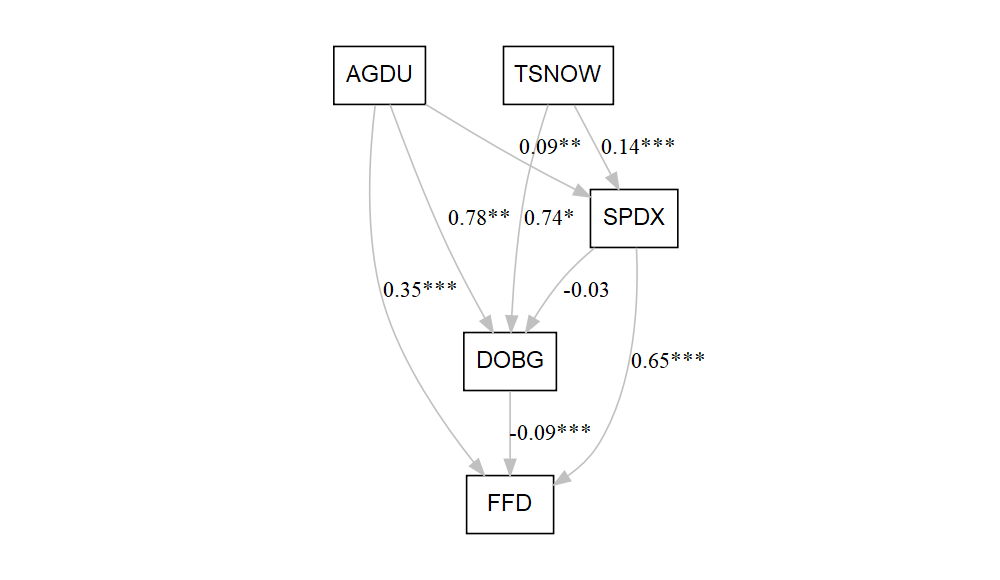 AGDU
TSNOW
0.09**
0.14***
SPDX
0.78**
0.74*
0.35***
-0.03
DOBG
0.65***
-0.09***
FFD